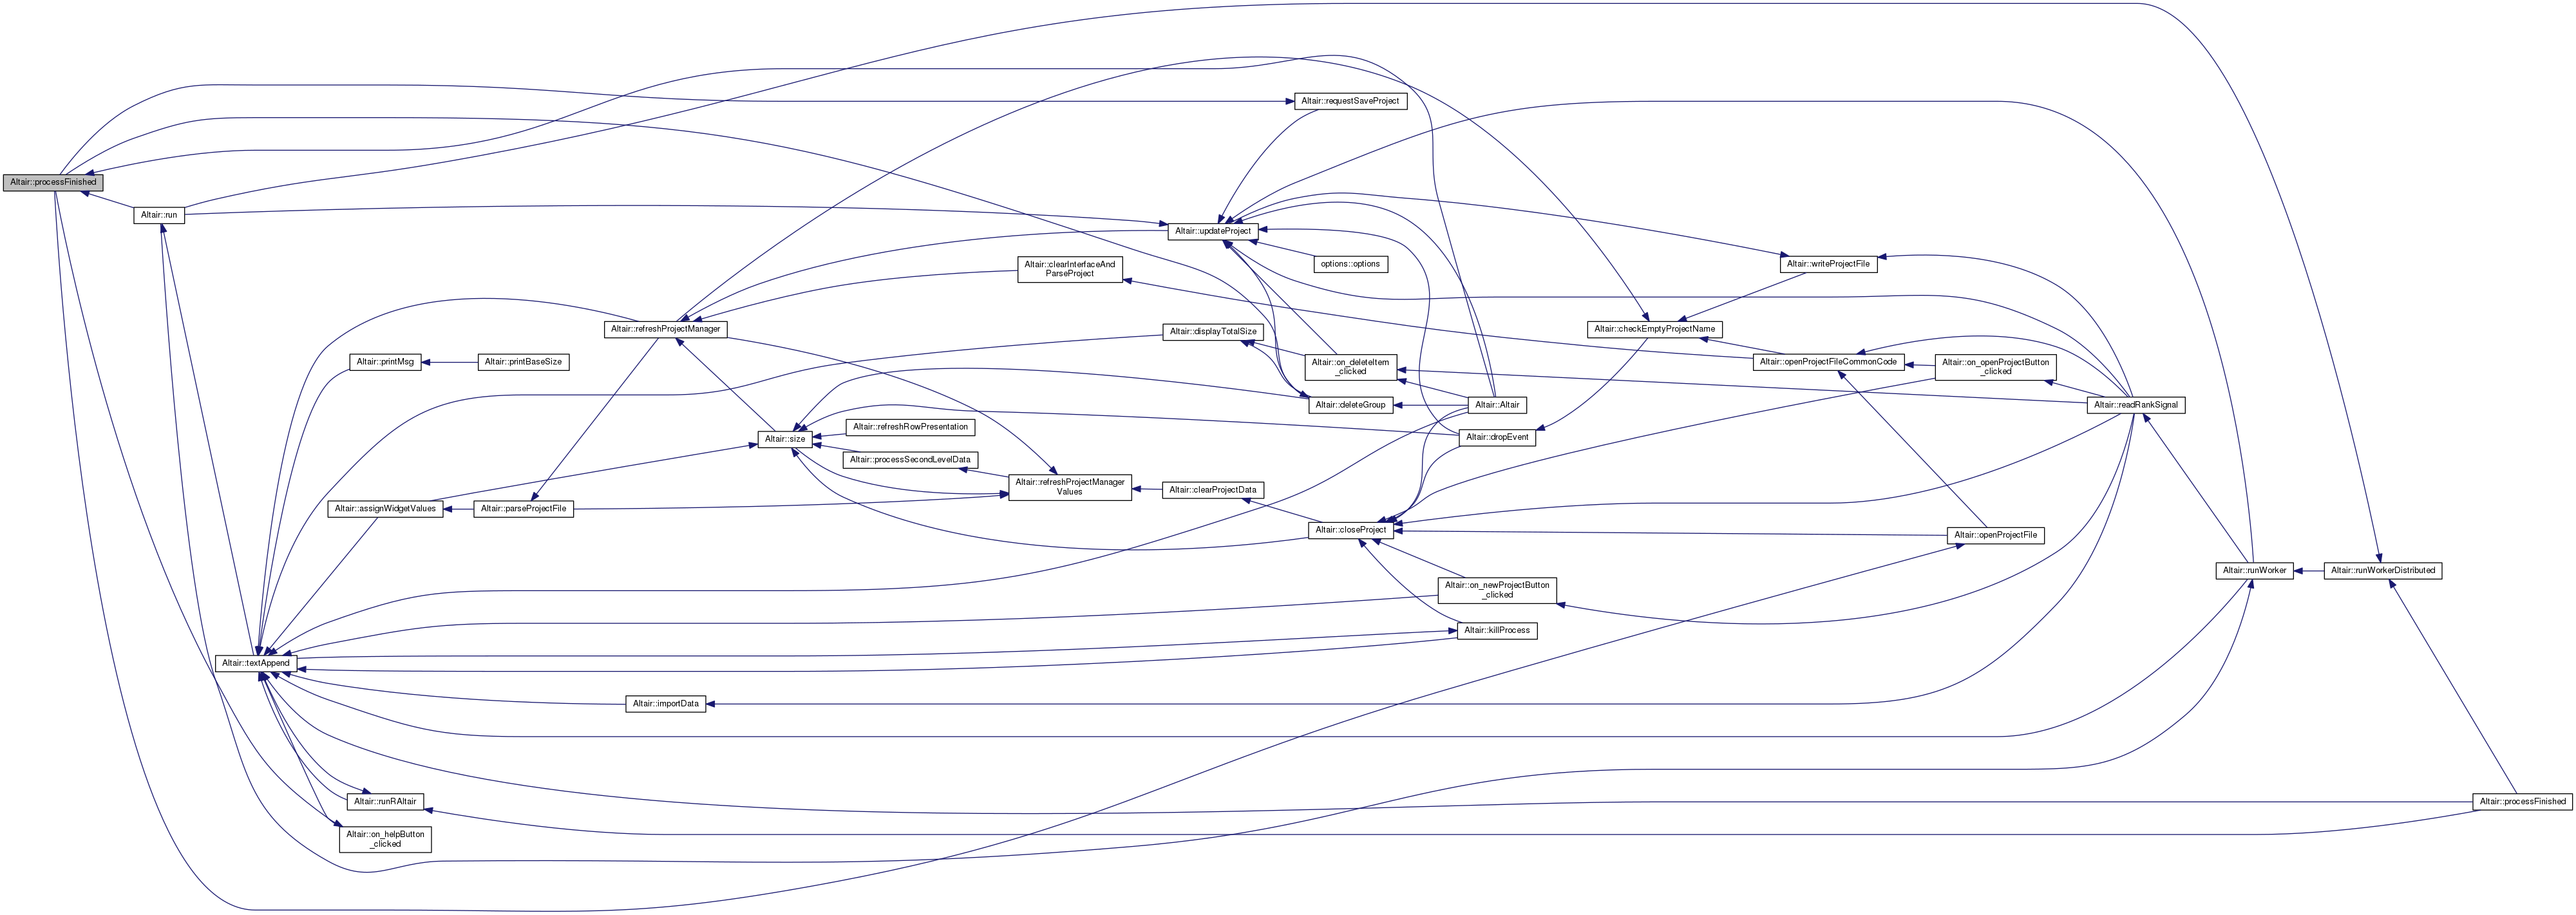 Altair::requestSaveProject
Altair::processFinished
Altair::run
Altair::updateProject
options::options
Altair::writeProjectFile
Altair::clearInterfaceAnd
ParseProject
Altair::refreshProjectManager
Altair::displayTotalSize
Altair::checkEmptyProjectName
Altair::printMsg
Altair::printBaseSize
Altair::on_deleteItem
_clicked
Altair::openProjectFileCommonCode
Altair::on_openProjectButton
_clicked
Altair::deleteGroup
Altair::Altair
Altair::readRankSignal
Altair::refreshRowPresentation
Altair::size
Altair::dropEvent
Altair::processSecondLevelData
Altair::refreshProjectManager
Values
Altair::clearProjectData
Altair::assignWidgetValues
Altair::parseProjectFile
Altair::closeProject
Altair::openProjectFile
Altair::runWorker
Altair::runWorkerDistributed
Altair::on_newProjectButton
_clicked
Altair::killProcess
Altair::textAppend
Altair::importData
Altair::runRAltair
Altair::processFinished
Altair::on_helpButton
_clicked